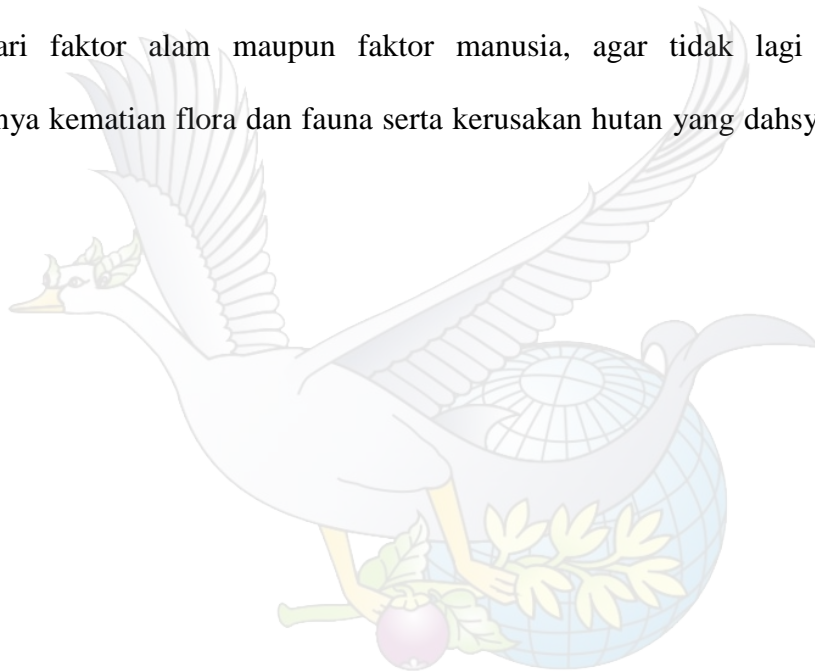 ari faktor alam maupun faktor manusia, agar tidak lagi
nya kematian flora dan fauna serta kerusakan hutan yang dahsy